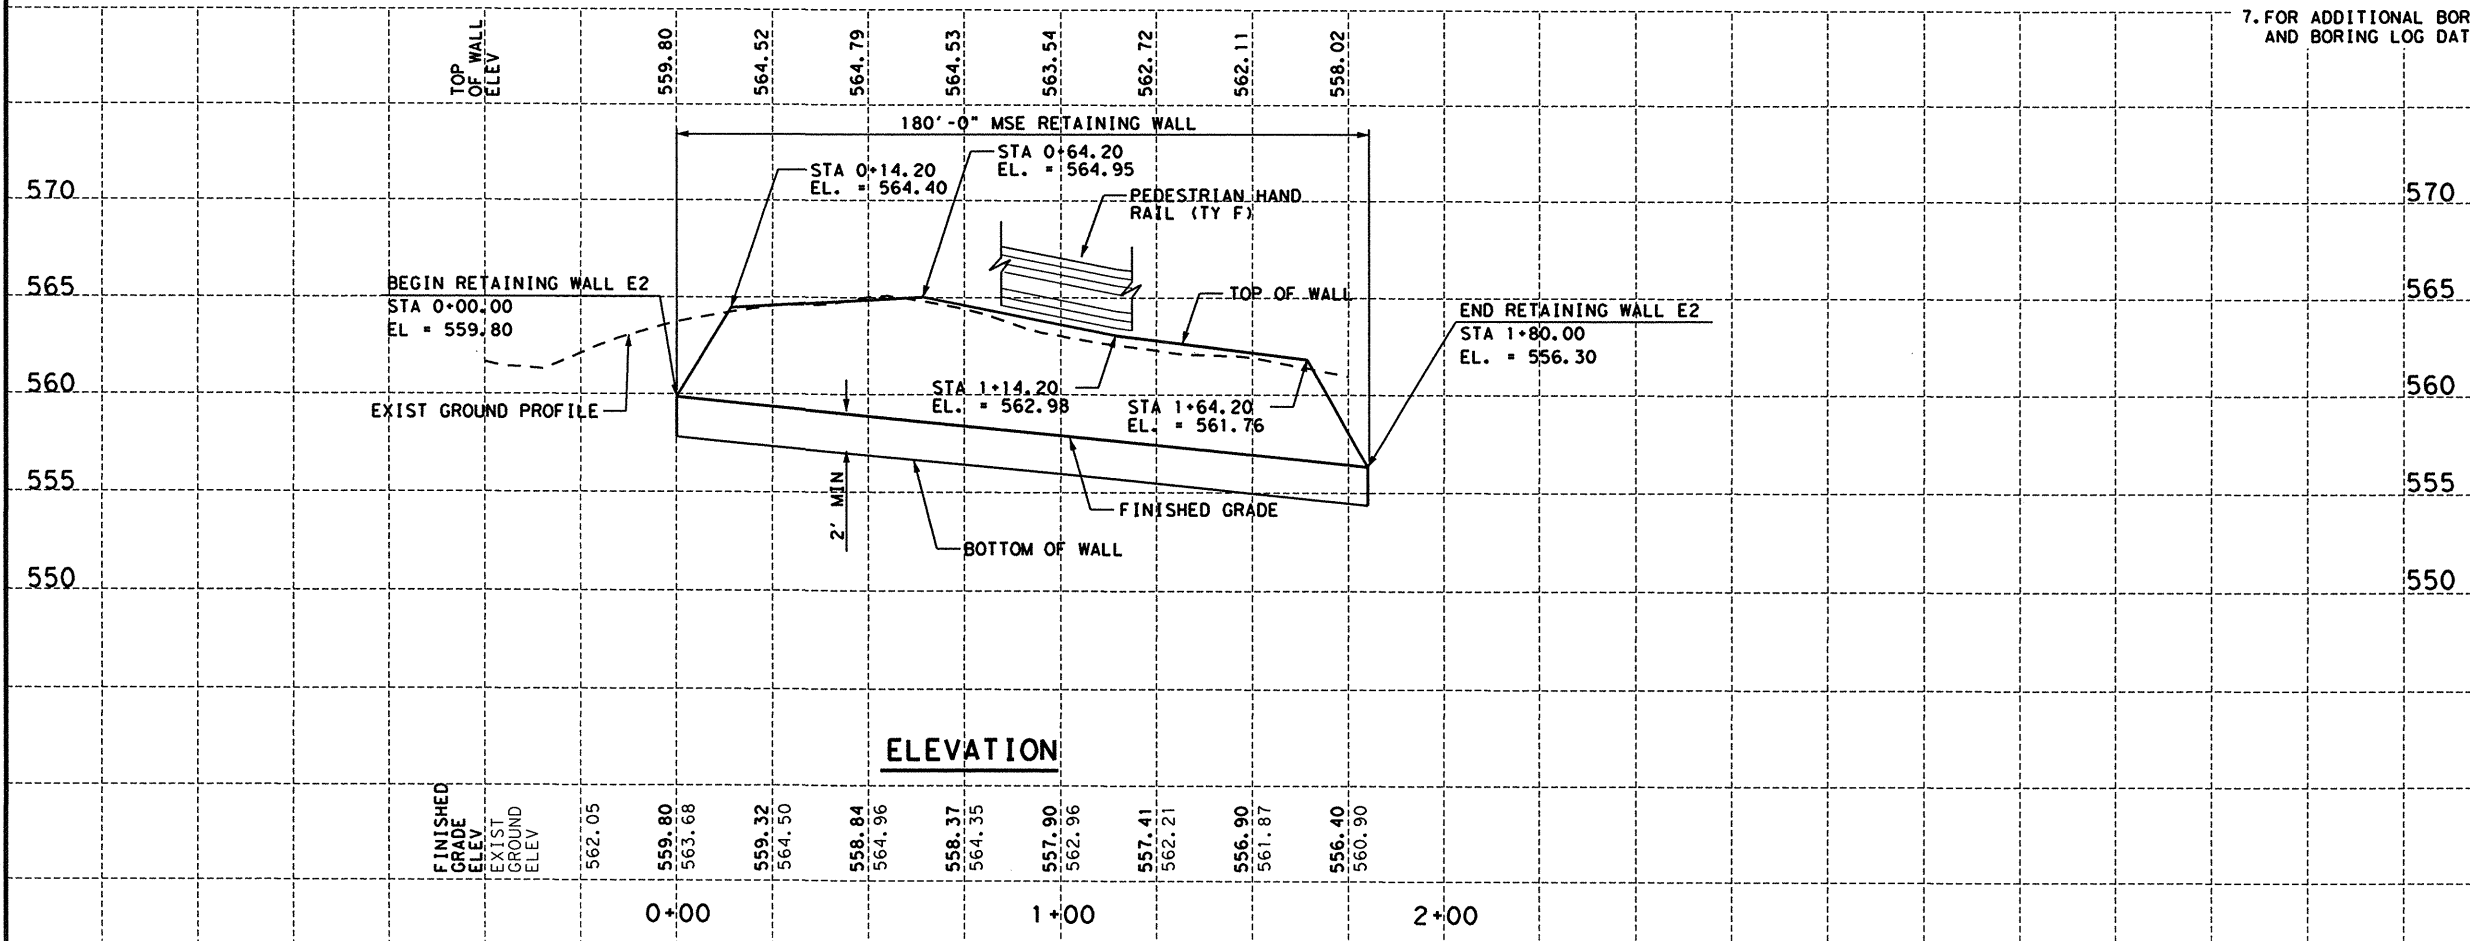 7. FOR ADDITIONAL BOR
AND BORING LOG DAT
TOP
OF WALL
ELEV
559.80
564.52
564.79
564.53
563.54
562.72
562.11
558.02
180'-0" MSE RETAINING WALL
STA 0+14.20
EL. = 564.40
STA 0+64.20
EL. = 564.95
PEDESTRIAN HAND
RAIL (TY F)
570
570
BEGIN RETAINING WALL E2
STA 0+00.00
EL = 559.80
565
565
TOP OF WALL
END RETAINING WALL E2
STA 1+80.00
EL. = 556.30
560
560
EXIST GROUND PROFILE
STA 1+14.20
EL. = 562.98
STA 1+64.20
EL. = 561.76
555
555
2' MIN
FINISHED GRADE
BOTTOM OF WALL
550
550
ELEVATION
FINISHED
GRADE
ELEV
EXIST
GROUND
ELEV
562.05
559.80
563.68
559.32
564.50
558.84
564.96
558.37
564.35
557.90
562.96
557.41
562.21
556.90
561.87
556.40
560.90
0+00
1+00
2+00